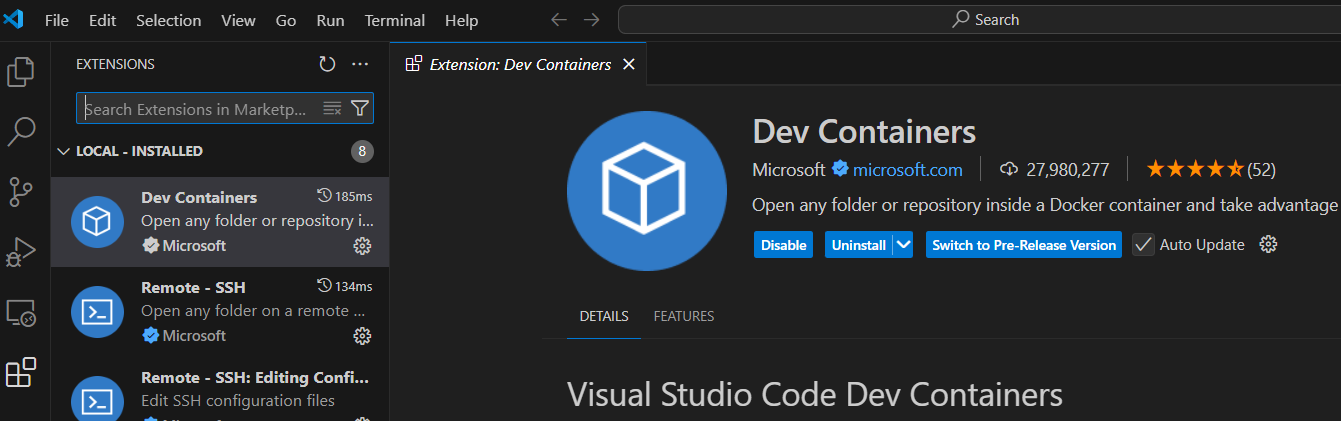 File Edit Selection View Go Run Terminal Help
Search
EXTENSIONS
Search Extensions in Marketp...
LOCAL - INSTALLED 8
Dev Containers 185ms
Open any folder or repository i...
Microsoft
Remote - SSH 134ms
Open any folder on a remote ...
Microsoft
Remote - SSH: Editing Confi...
Edit SSH configuration files
Extension: Dev Containers
Dev Containers
Microsoft microsoft.com 27,980,277 (52)
Open any folder or repository inside a Docker container and take advantage
Disable Uninstall Switch to Pre-Release Version Auto Update
DETAILS FEATURES
Visual Studio Code Dev Containers